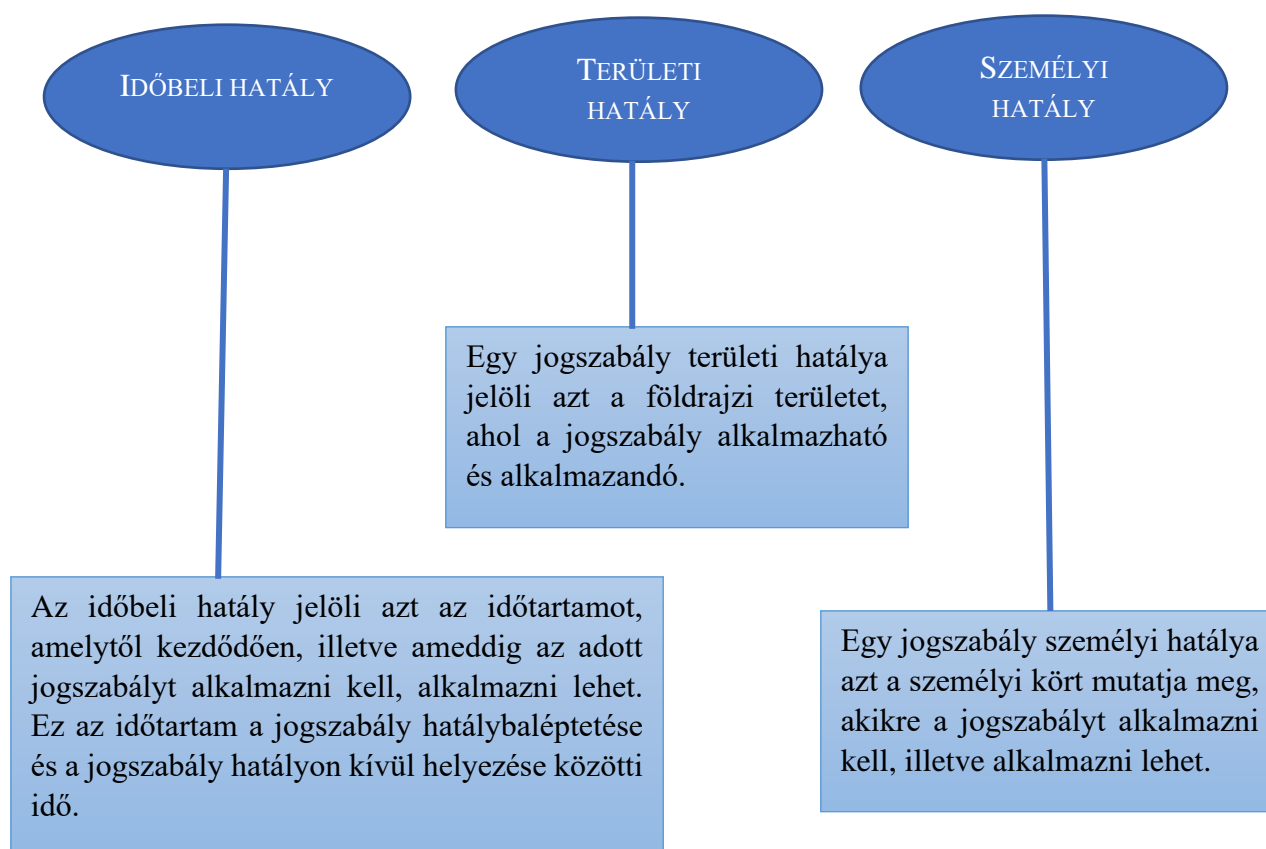 IDŐBELI HATÁLY
TERÜLETI
HATÁLY
SZEMÉLYI
HATÁLY
Egy jogszabály területi hatálya
jelöli azt a földrajzi területet,
ahol a jogszabály alkalmazható
és alkalmazandó.
Az időbeli hatály jelöli azt az időtartamot,
amelytől kezdődően, illetve ameddig az adott
jogszabályt alkalmazni kell, alkalmazni lehet.
Ez az időtartam a jogszabály hatálybaléptetése
és a jogszabály hatályon kívül helyezése közötti
idő.
Egy jogszabály személyi hatálya
azt a személyi kört mutatja meg,
akikre a jogszabályt alkalmazni
kell, illetve alkalmazni lehet.